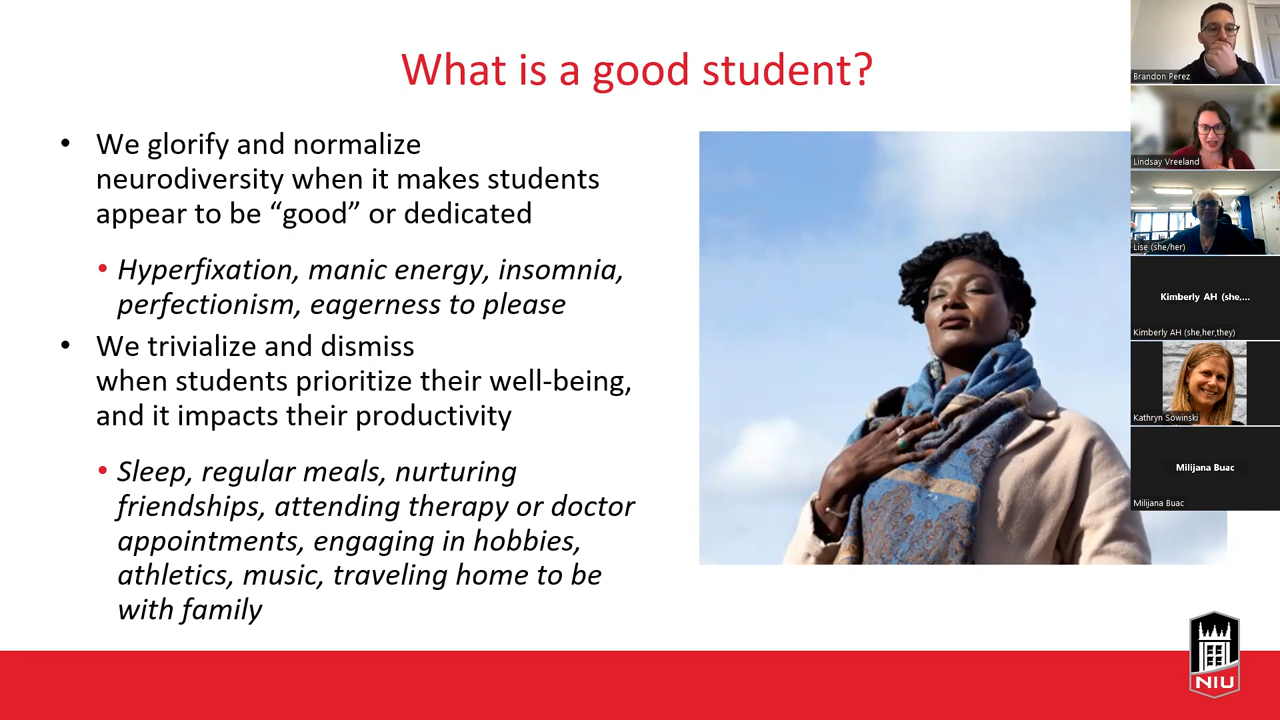 What is a good student?
• We glorify and normalize
neurodiversity when it makes students
appear to be “good” or dedicated
• Hyperfixation, manic energy, insomnia,
perfectionism, eagerness to please
• We trivialize and dismiss
when students prioritize their well-being,
and it impacts their productivity
• Sleep, regular meals, nurturing
friendships, attending therapy or doctor
appointments, engaging in hobbies,
athletics, music, traveling home to be
with family
Brandon Perez
Lindsay Vreeland
Lise (she/her)
Kimberly AH (she,...
Kimberly AH (she,her,they)
Kathryn Sowinski
Milijana Buac
Milijana Buac
NIU